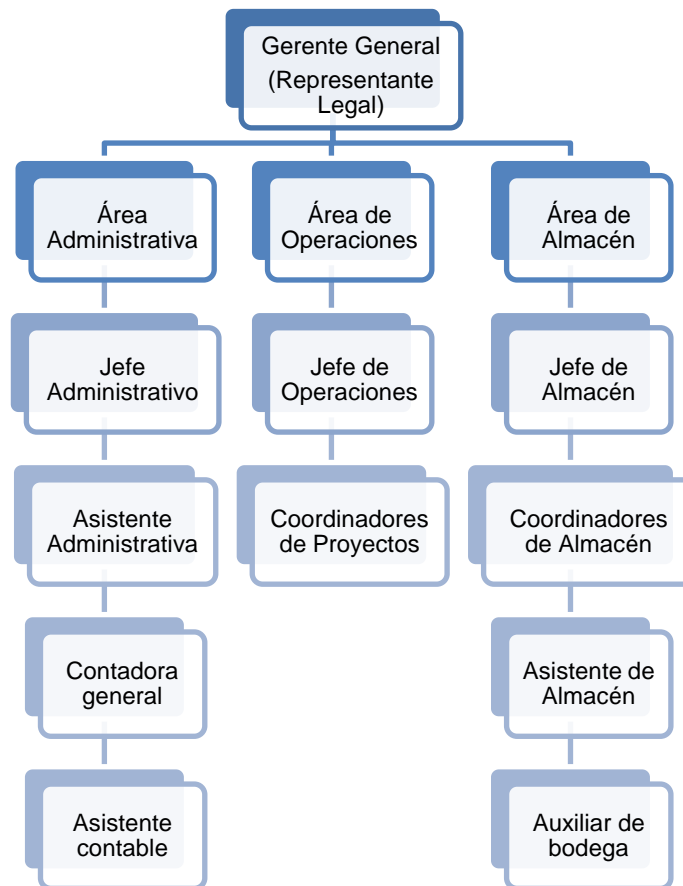 Gerente General
(Representante
Legal)
Área
Administrativa
Área de
Operaciones
Área de
Almacén
Jefe
Administrativo
Jefe de
Operaciones
Jefe de
Almacén
Asistente
Administrativa
Coordinadores
de Proyectos
Coordinadores
de Almacén
Contadora
general
Asistente de
Almacén
Asistente
contable
Auxiliar de
bodega